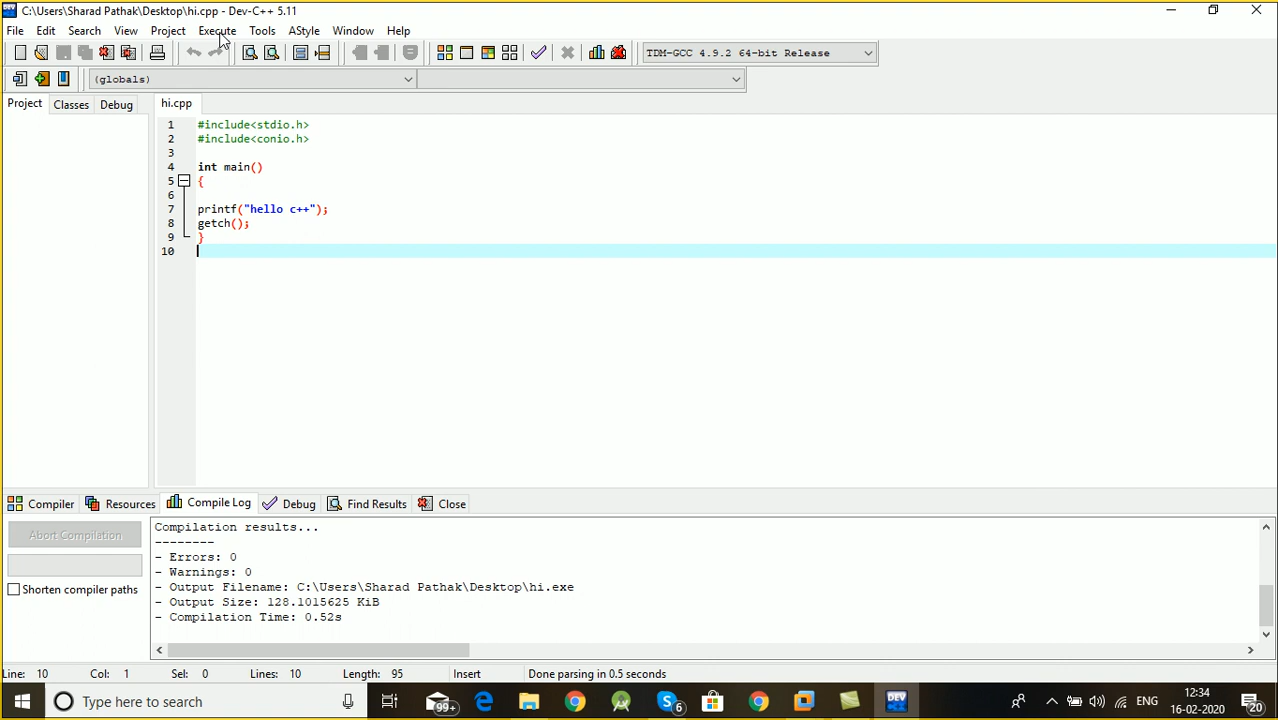 C:\Users\Sharad Pathak\Desktop\hi.cpp - Dev-C++ 5.11
File Edit Search View Project Execute Tools AStyle Window Help
TDM-GCC 4.9.2 64-bit Release
(globals)
Project Classes Debug hi.cpp
1 #include<stdio.h>
2 #include<conio.h>
3
4 int main()
5 {
6
7 printf("hello c++");
8 getch();
9 }
10
Compiler Resources Compile Log Debug Find Results Close
Abort Compilation
Shorten compiler paths
Compilation results...
--------
- Errors: 0
- Warnings: 0
- Output Filename: C:\Users\Sharad Pathak\Desktop\hi.exe
- Output Size: 128.1015625 KiB
- Compilation Time: 0.52s
Line: 10 Col: 1 Sel: 0 Lines: 10 Length: 95 Insert Done parsing in 0.5 seconds
Type here to search 99+ 6 DEV ENG 12:34
16-02-2020 20